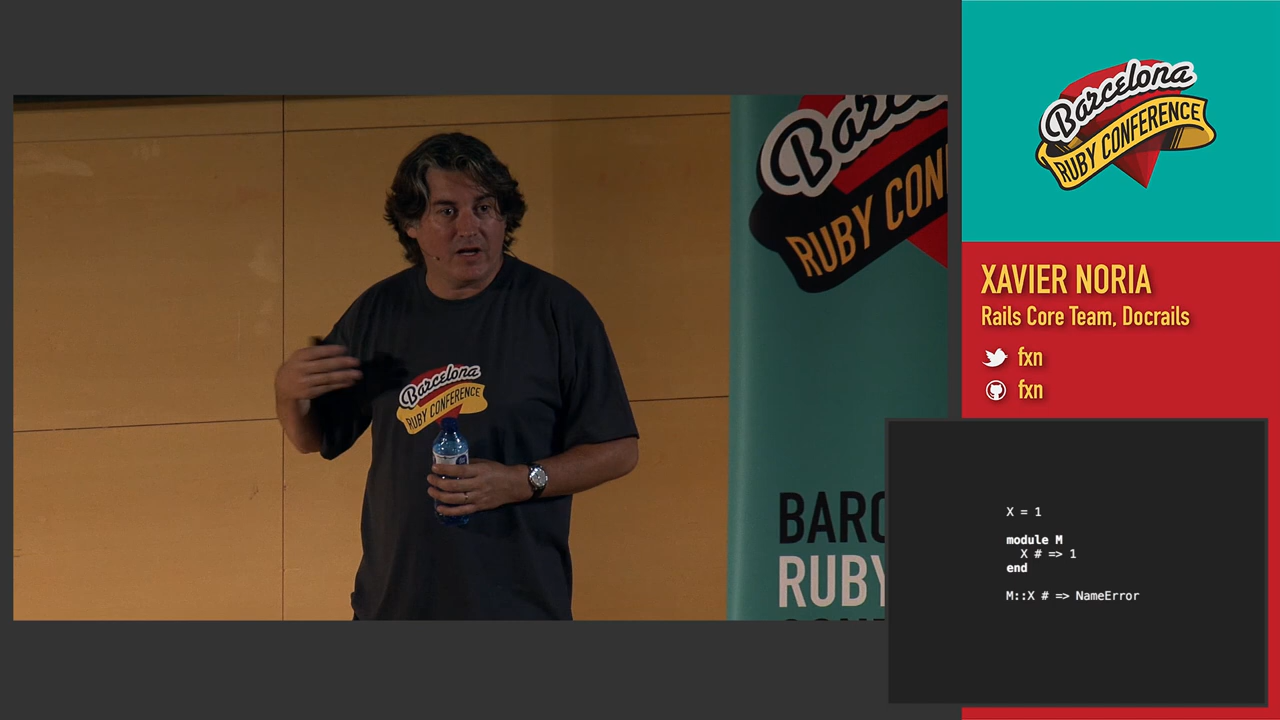 Barcelona
RUBY CONFERENCE
XAVIER NORIA
Rails Core Team, Docrails
fxn
fxn
X = 1
module M
X # => 1
end
M::X # => NameError
Barcelona
RUBY CONFERENCE
RUBY CON
BARC
RUBY